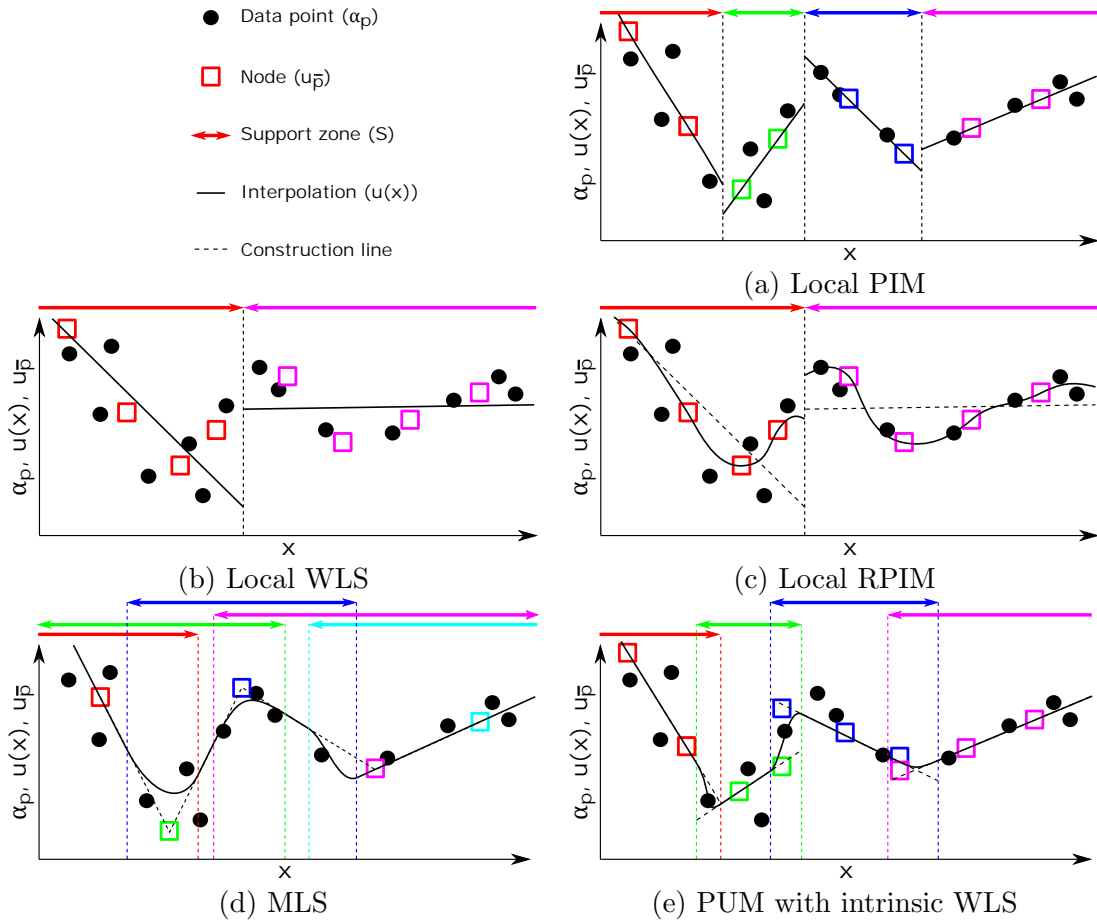 Data point (αp)
Node (up̄)
Support zone (S)
Interpolation (u(x))
Construction line
αp, u(x), up̄
x
(a) Local PIM
αp, u(x), up̄
x
(b) Local WLS
αp, u(x), up̄
x
(c) Local RPIM
αp, u(x), up̄
x
(d) MLS
αp, u(x), up̄
x
(e) PUM with intrinsic WLS